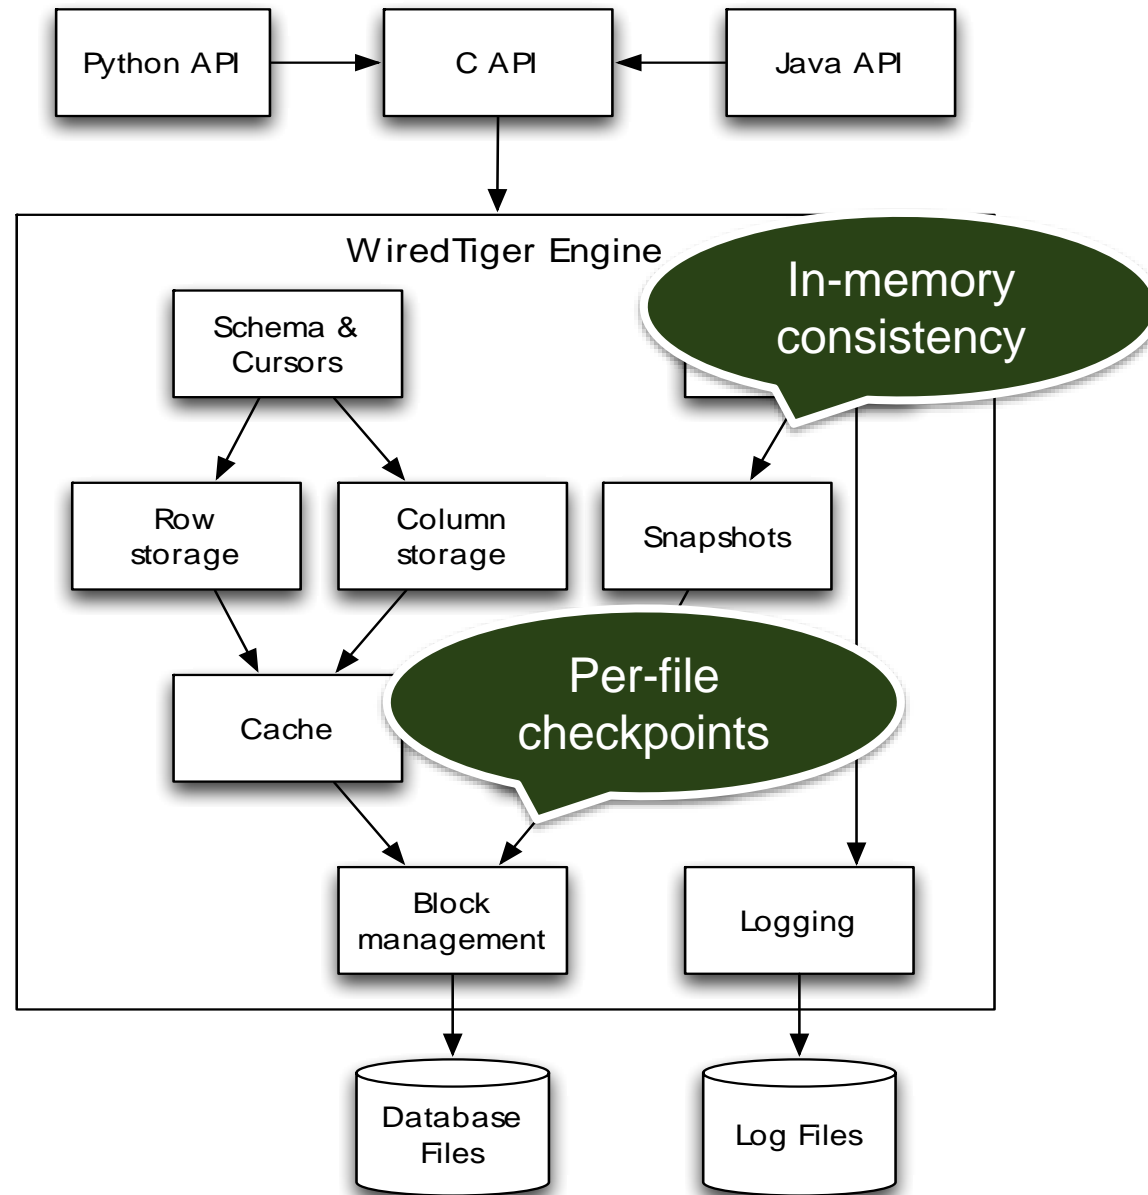 Python API
C API
Java API
WiredTiger Engine
In-memory
consistency
Schema &
Cursors
Row
storage
Column
storage
Snapshots
Per-file
checkpoints
Cache
Block
management
Logging
Database
Files
Log Files